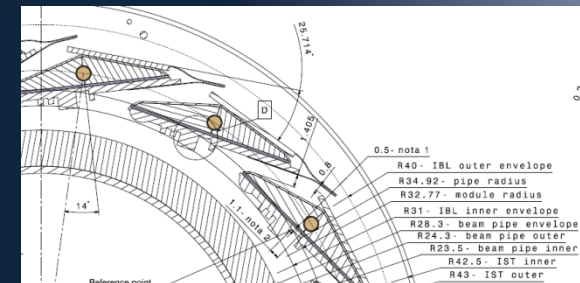 25.714°
D
1.405
0.8
0.5- nota 1
R40- IBL outer envelope
R34.92- pipe radius
R32.77- module radius
R31- IBL inner envelope
R28.3- beam pipe envelope
R24.3- beam pipe outer
R23.5- beam pipe inner
R42.5- IST inner
R43- IST outer
14°
1.1- nota 2
Reference point